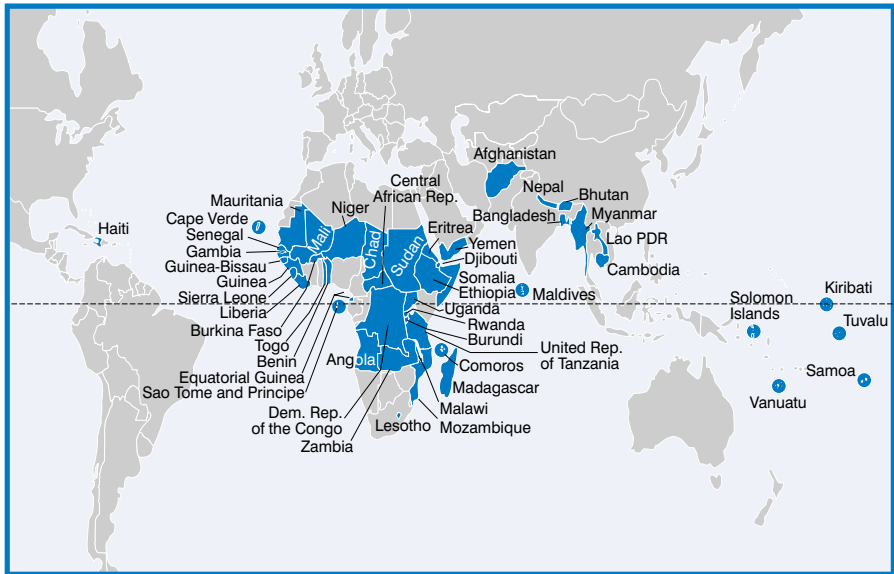 Afghanistan
Central
African Rep.
Nepal
Bhutan
Mauritania
Niger
Bangladesh
Myanmar
Cape Verde
Haiti
Mali
Chad
Sudan
Eritrea
Senegal
Yemen
Lao PDR
Gambia
Djibouti
Guinea-Bissau
Cambodia
Guinea
Somalia
Sierra Leone
Ethiopia
Maldives
Kiribati
Liberia
Uganda
Solomon
Islands
Burkina Faso
Rwanda
Tuvalu
Togo
Burundi
United Rep.
of Tanzania
Benin
Angola
Comoros
Samoa
Equatorial Guinea
Sao Tome and Principe
Madagascar
Vanuatu
Dem. Rep.
of the Congo
Malawi
Lesotho
Mozambique
Zambia